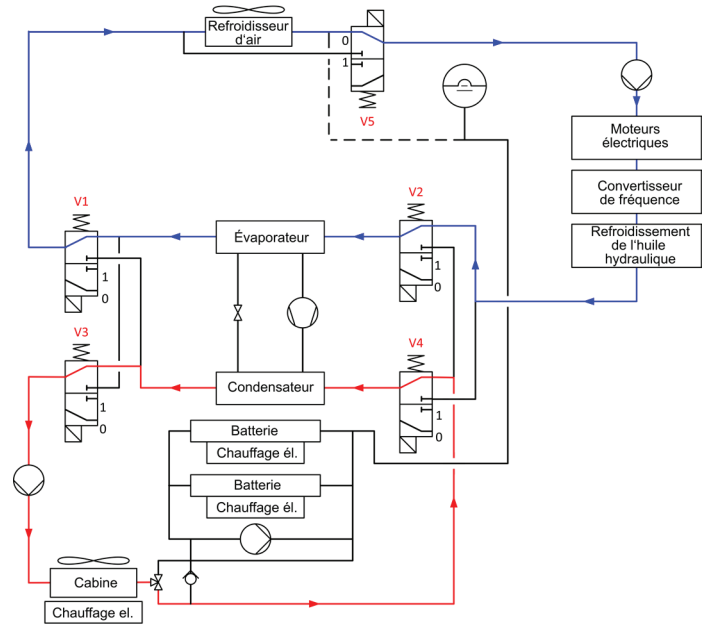 Refroidisseur
d'air
0
1
V5
Moteurs
électriques
Convertisseur
de fréquence
Refroidissement
de l'huile
hydraulique
V1
V2
Évaporateur
1
0
1
0
V3
V4
Condensateur
1
0
1
0
Batterie
Chauffage él.
Batterie
Chauffage él.
Cabine
Chauffage el.